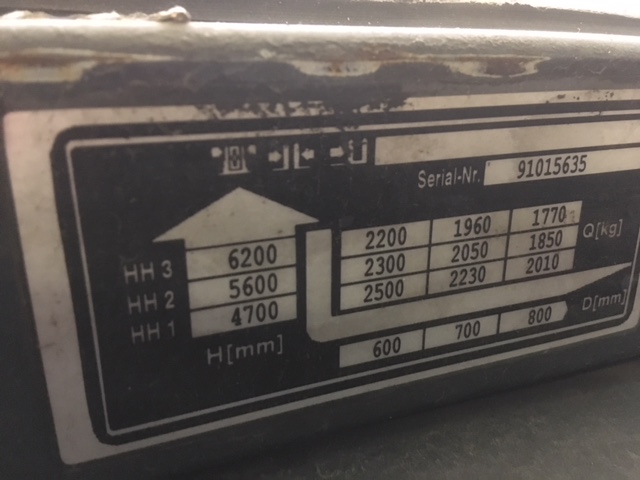 Serial-Nr. 91015635
HH 3 6200 2200 1960 1770 Q[kg]
HH 2 5600 2300 2050 1850
HH 1 4700 2500 2230 2010
H[mm] 600 700 800 D[mm]